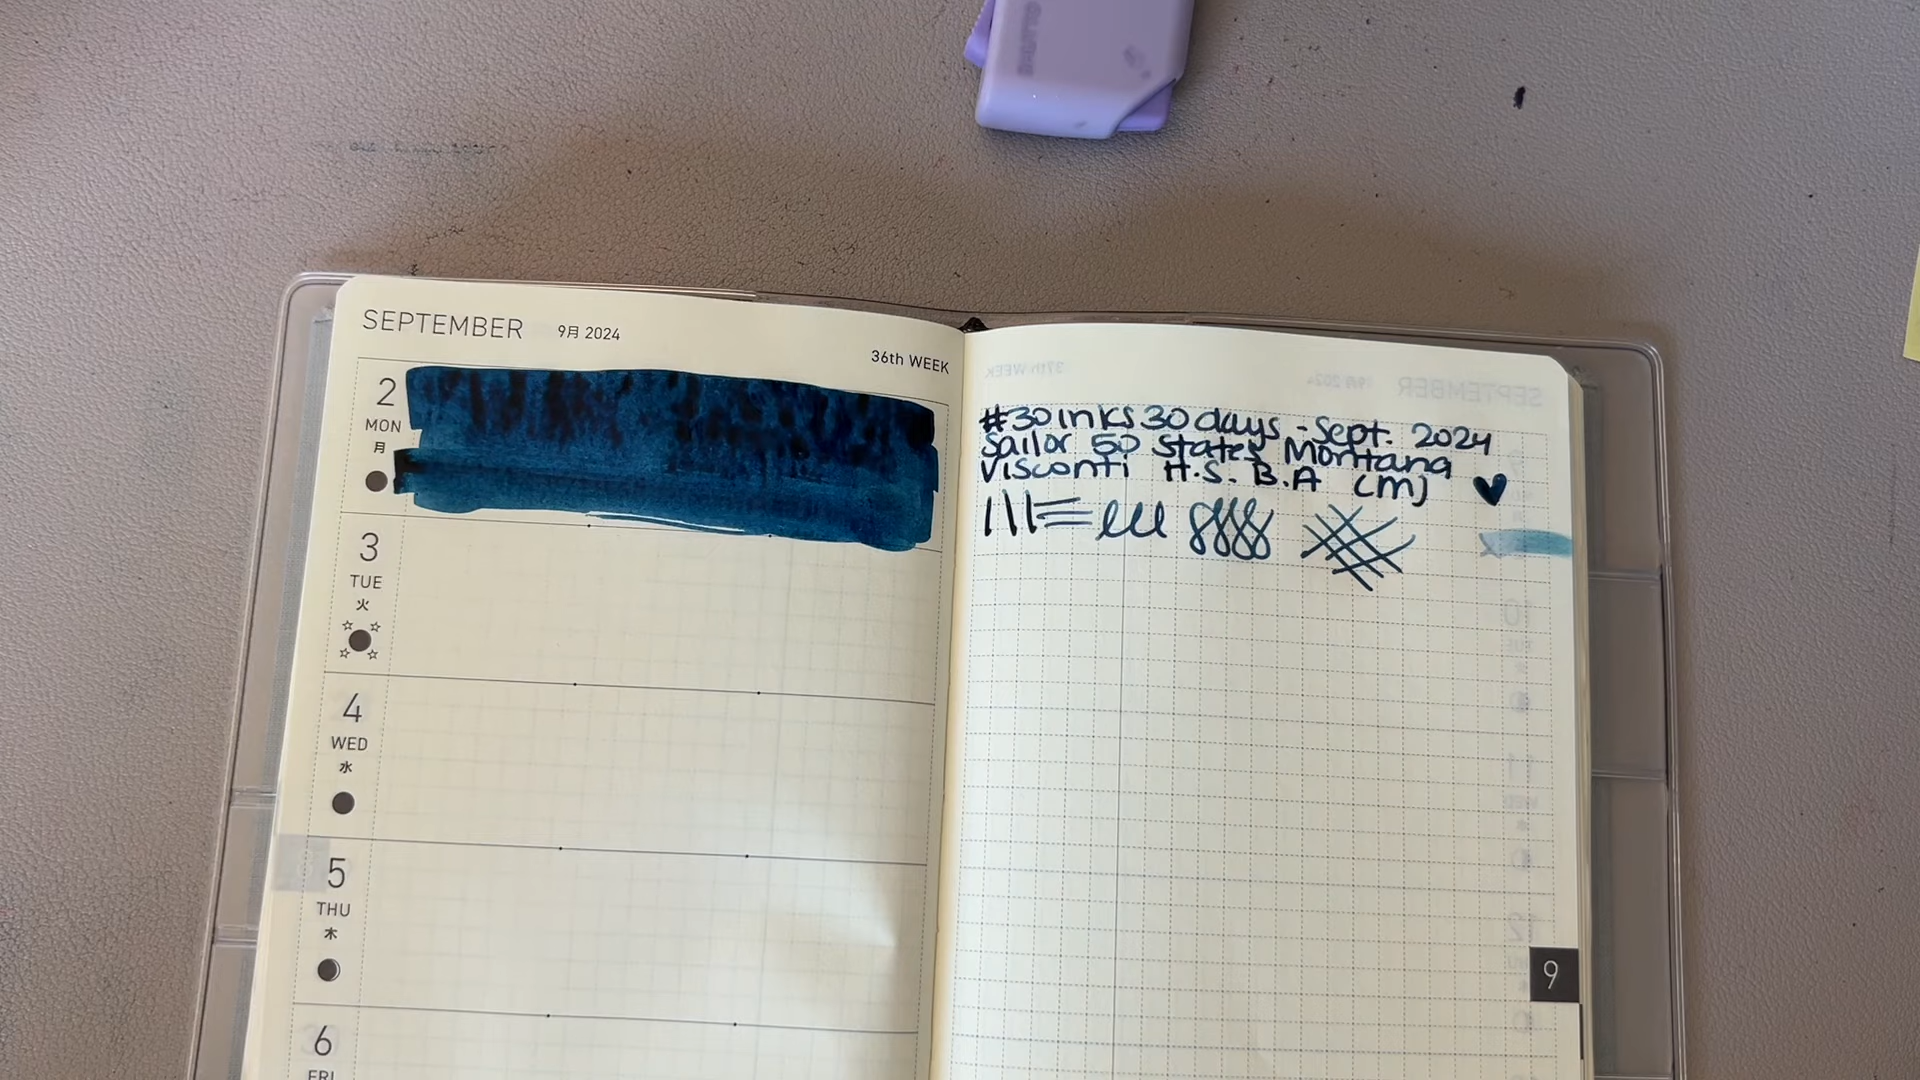 SEPTEMBER 9月 2024
36th WEEK
2
MON
月
3
TUE
火
4
WED
水
5
THU
木
6
FRI
#30inks30days - Sept. 2024
Sailor 50 States Montana
Visconti H.S. B.A (M)
9